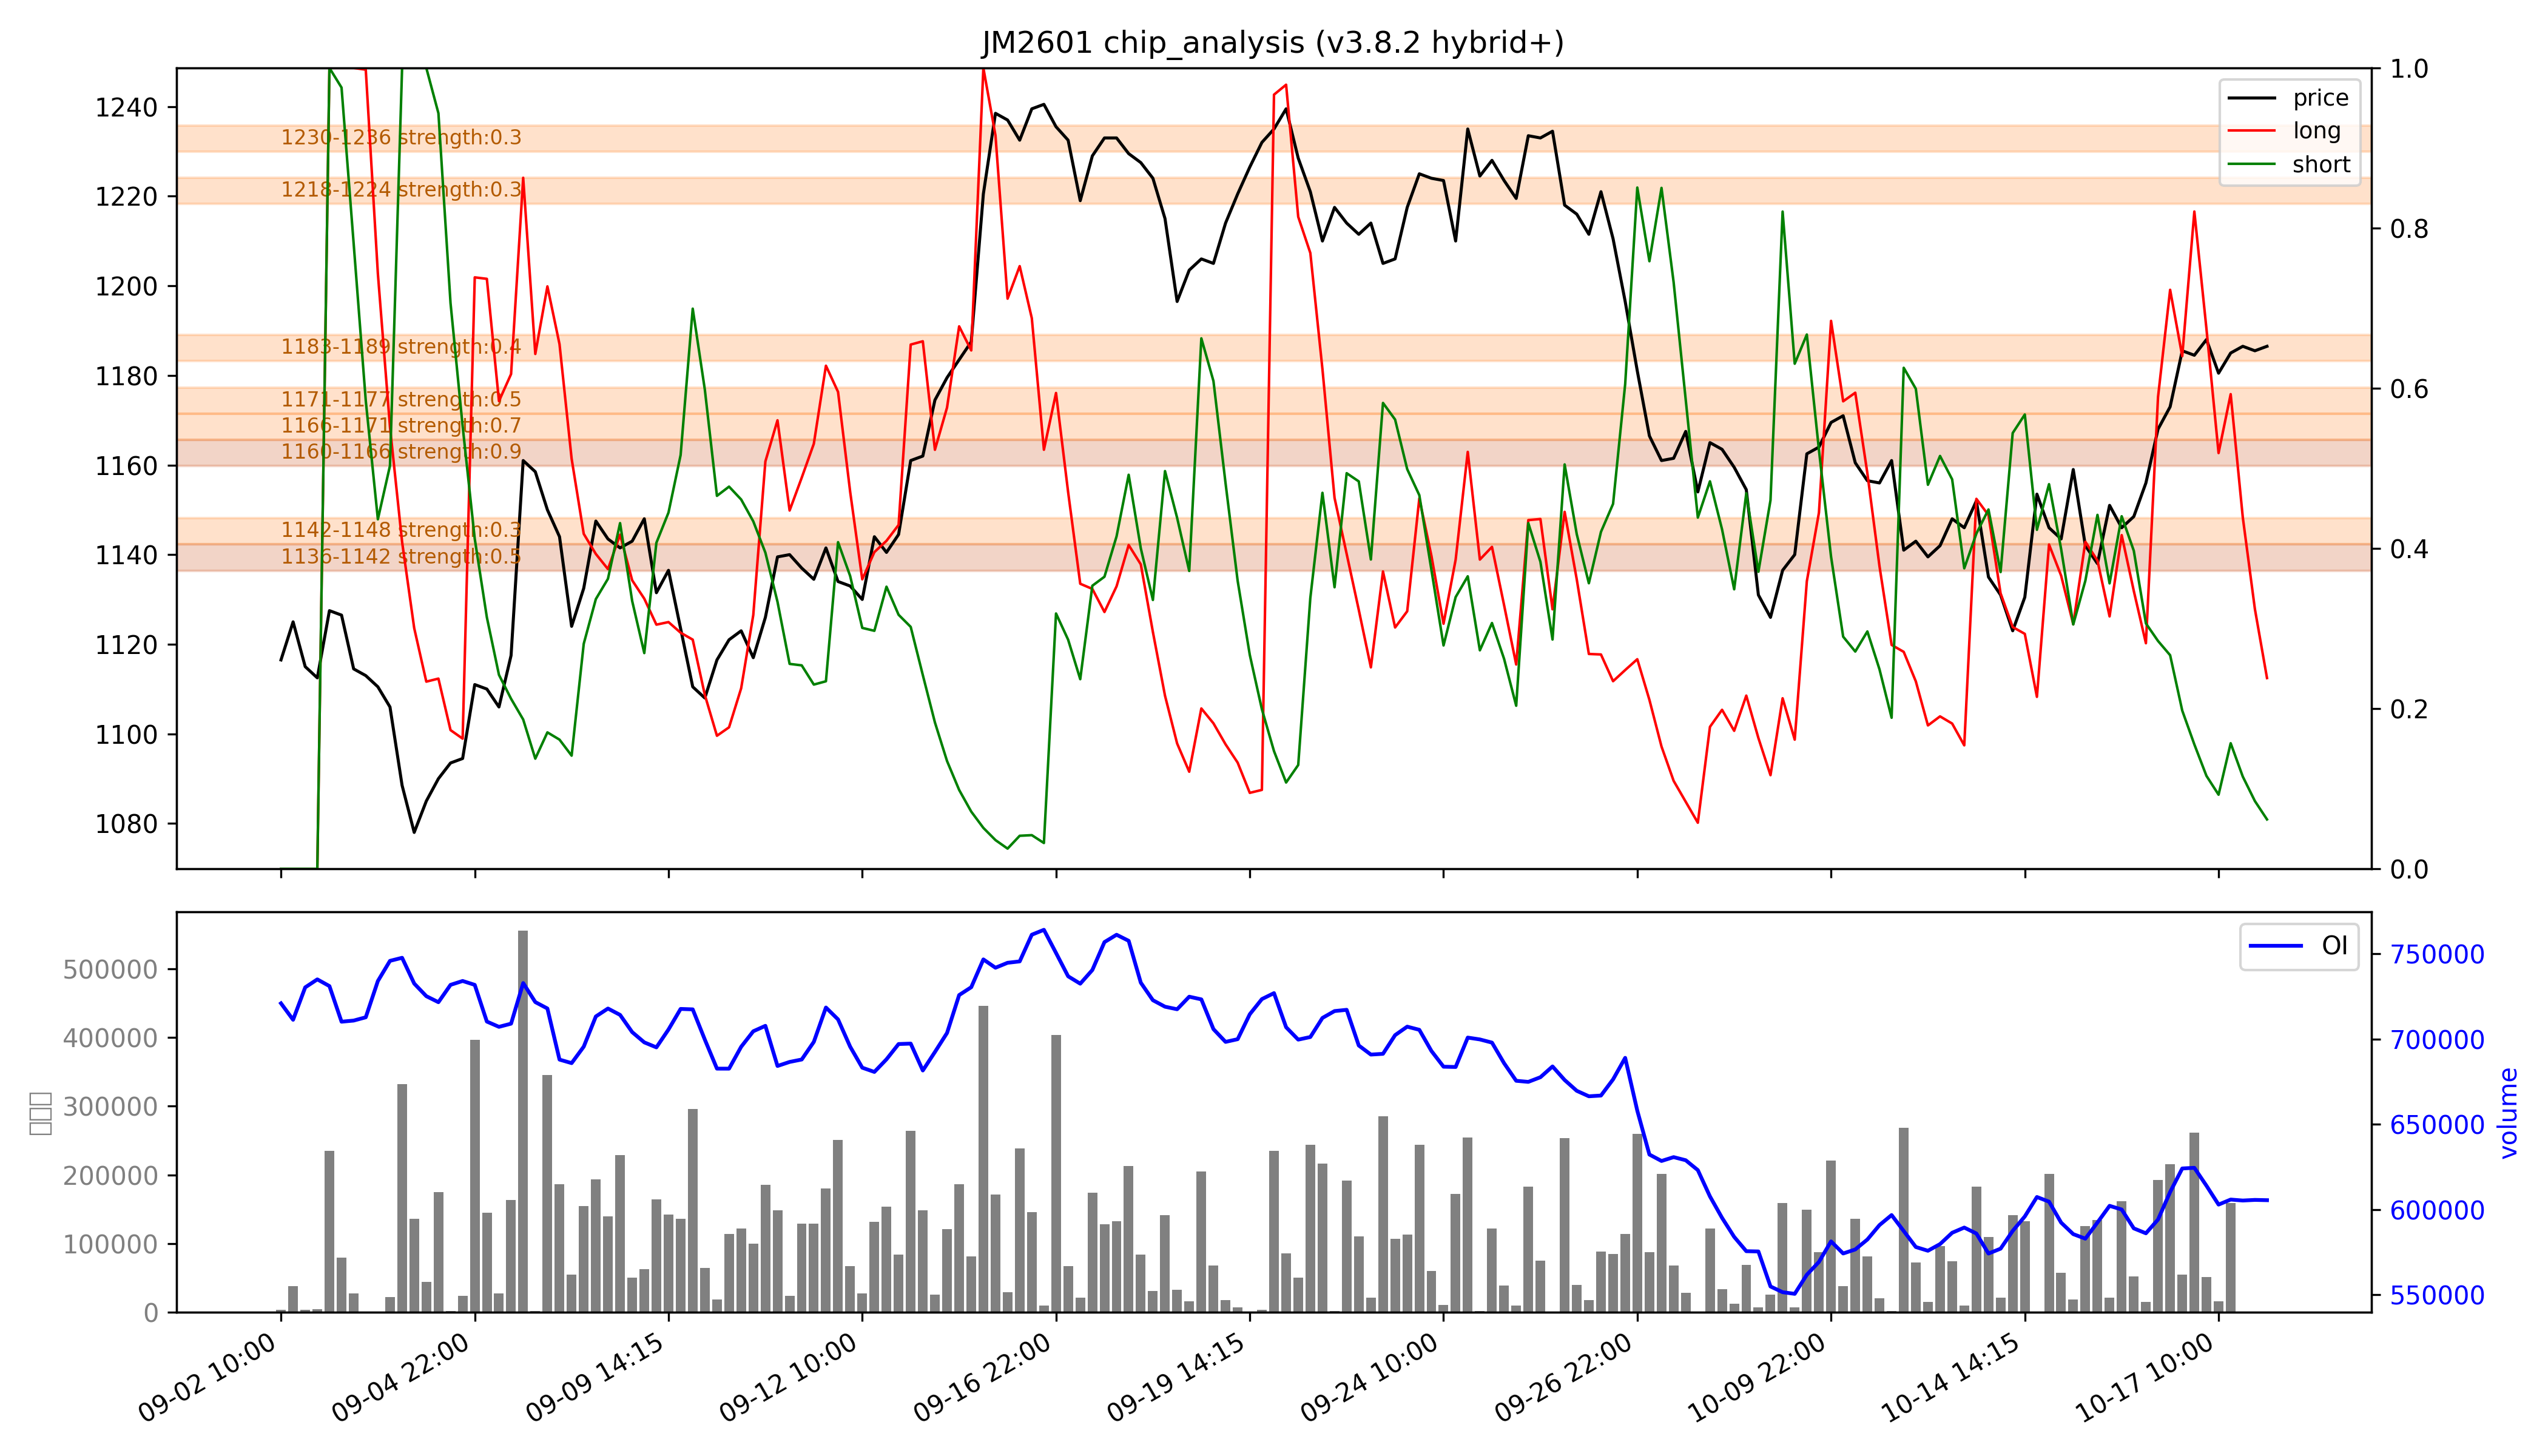 JM2601 chip_analysis (v3.8.2 hybrid+)
1240
1220
1200
1180
1160
1140
1120
1100
1080
1230-1236 strength:0.3
1218-1224 strength:0.3
1183-1189 strength:0.4
1171-1177 strength:0.5
1166-1171 strength:0.7
1160-1166 strength:0.9
1142-1148 strength:0.3
1136-1142 strength:0.5
price
long
short
1.0
0.8
0.6
0.4
0.2
0.0
500000
400000
300000
200000
100000
0
OI
750000
700000
650000
600000
550000
volume
09-02 10:00
09-04 22:00
09-09 14:15
09-12 10:00
09-16 22:00
09-19 14:15
09-24 10:00
09-26 22:00
10-09 22:00
10-14 14:15
10-17 10:00